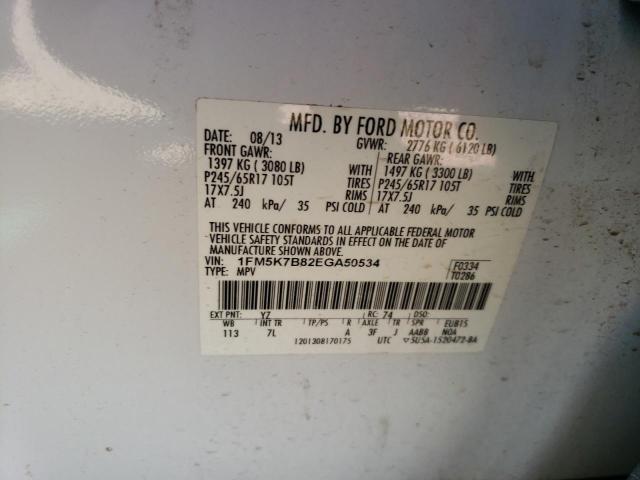 MFD. BY FORD MOTOR CO.
DATE: 08/13 GVWR: 2776 KG ( 6120 LB)
FRONT GAWR: REAR GAWR:
1397 KG ( 3080 LB) WITH 1497 KG ( 3300 LB) WITH
P245/65R17 105T TIRES P245/65R17 105T TIRES
17X7.5J RIMS 17X7.5J RIMS
AT 240 kPa/ 35 PSI COLD AT 240 kPa/ 35 PSI COLD
THIS VEHICLE CONFORMS TO ALL APPLICABLE FEDERAL MOTOR
VEHICLE SAFETY STANDARDS IN EFFECT ON THE DATE OF
MANUFACTURE SHOWN ABOVE.
VIN: 1FM5K7B82EGA50534 F0334
TYPE: MPV T0286
EXT PNT: YZ RC: 74 DSO:
WB INT TR TP/PS R AXLE TR SPR EUB15
113 7L A 3F J AABB NOA
1201308170175 UTC ▽5U5A-1520472-BA